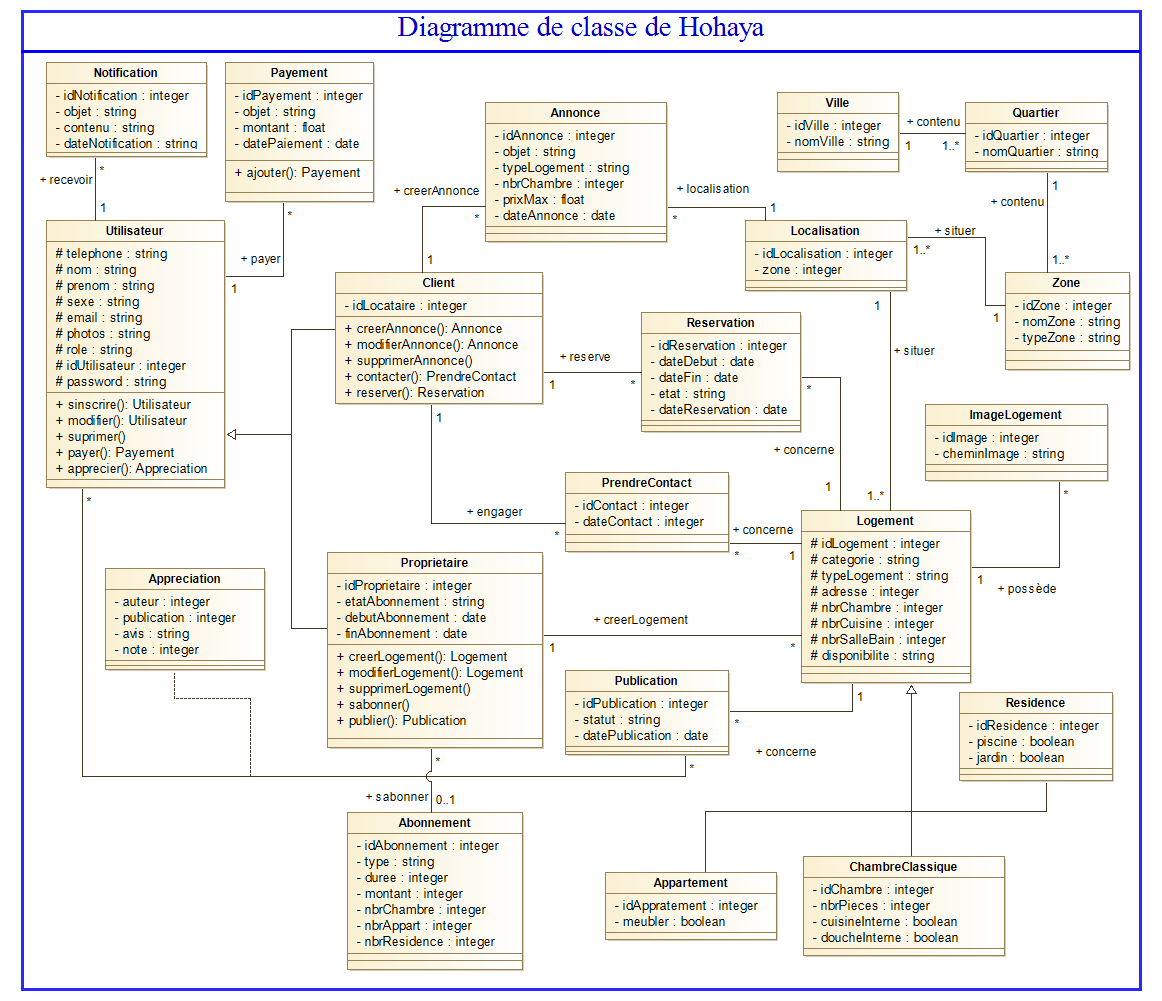 Diagramme de classe de Hohaya
Notification
- idNotification : integer
- objet : string
- contenu : string
- dateNotification : string
*
+ recevoir
1
Payement
- idPayement : integer
- objet : string
- montant : float
- datePaiement : date
+ ajouter(): Payement
*
+ payer
1
Utilisateur
# telephone : string
# nom : string
# prenom : string
# sexe : string
# email : string
# photos : string
# role : string
# idUtilisateur : integer
# password : string
+ sinscrire(): Utilisateur
+ modifier(): Utilisateur
+ suprimer()
+ payer(): Payement
+ apprecier(): Appreciation
*
Annonce
- idAnnonce : integer
- objet : string
- typeLogement : string
- nbrChambre : integer
- prixMax : float
- dateAnnonce : date
+ creerAnnonce
*
1
+ localisation
*
1
Ville
- idVille : integer
- nomVille : string
+ contenu
1
1..*
Quartier
- idQuartier : integer
- nomQuartier : string
1
+ contenu
1..*
Localisation
- idLocalisation : integer
- zone : integer
+ situer
1..*
1
Zone
- idZone : integer
- nomZone : string
- typeZone : string
1
+ situer
1..*
Client
- idLocataire : integer
+ creerAnnonce(): Annonce
+ modifierAnnonce(): Annonce
+ supprimerAnnonce()
+ contacter(): PrendreContact
+ reserver(): Reservation
+ reserve
1
*
Reservation
- idReservation : integer
- dateDebut : date
- dateFin : date
- etat : string
- dateReservation : date
*
+ concerne
1
1
+ engager
*
PrendreContact
- idContact : integer
- dateContact : integer
+ concerne
*
1
ImageLogement
- idImage : integer
- cheminImage : string
*
1
+ possède
Logement
# idLogement : integer
# categorie : string
# typeLogement : string
# adresse : integer
# nbrChambre : integer
# nbrCuisine : integer
# nbrSalleBain : integer
# disponibilite : string
Appreciation
- auteur : integer
- publication : integer
- avis : string
- note : integer
Proprietaire
- idProprietaire : integer
- etatAbonnement : string
- debutAbonnement : date
- finAbonnement : date
+ creerLogement(): Logement
+ modifierLogement(): Logement
+ supprimerLogement()
+ sabonner()
+ publier(): Publication
+ creerLogement
1
*
Publication
- idPublication : integer
- statut : string
- datePublication : date
1
*
+ concerne
*
Residence
- idResidence : integer
- piscine : boolean
- jardin : boolean
*
+ sabonner
0..1
Abonnement
- idAbonnement : integer
- type : string
- duree : integer
- montant : integer
- nbrChambre : integer
- nbrAppart : integer
- nbrResidence : integer
Appartement
- idAppratement : integer
- meubler : boolean
ChambreClassique
- idChambre : integer
- nbrPieces : integer
- cuisineInterne : boolean
- doucheInterne : boolean